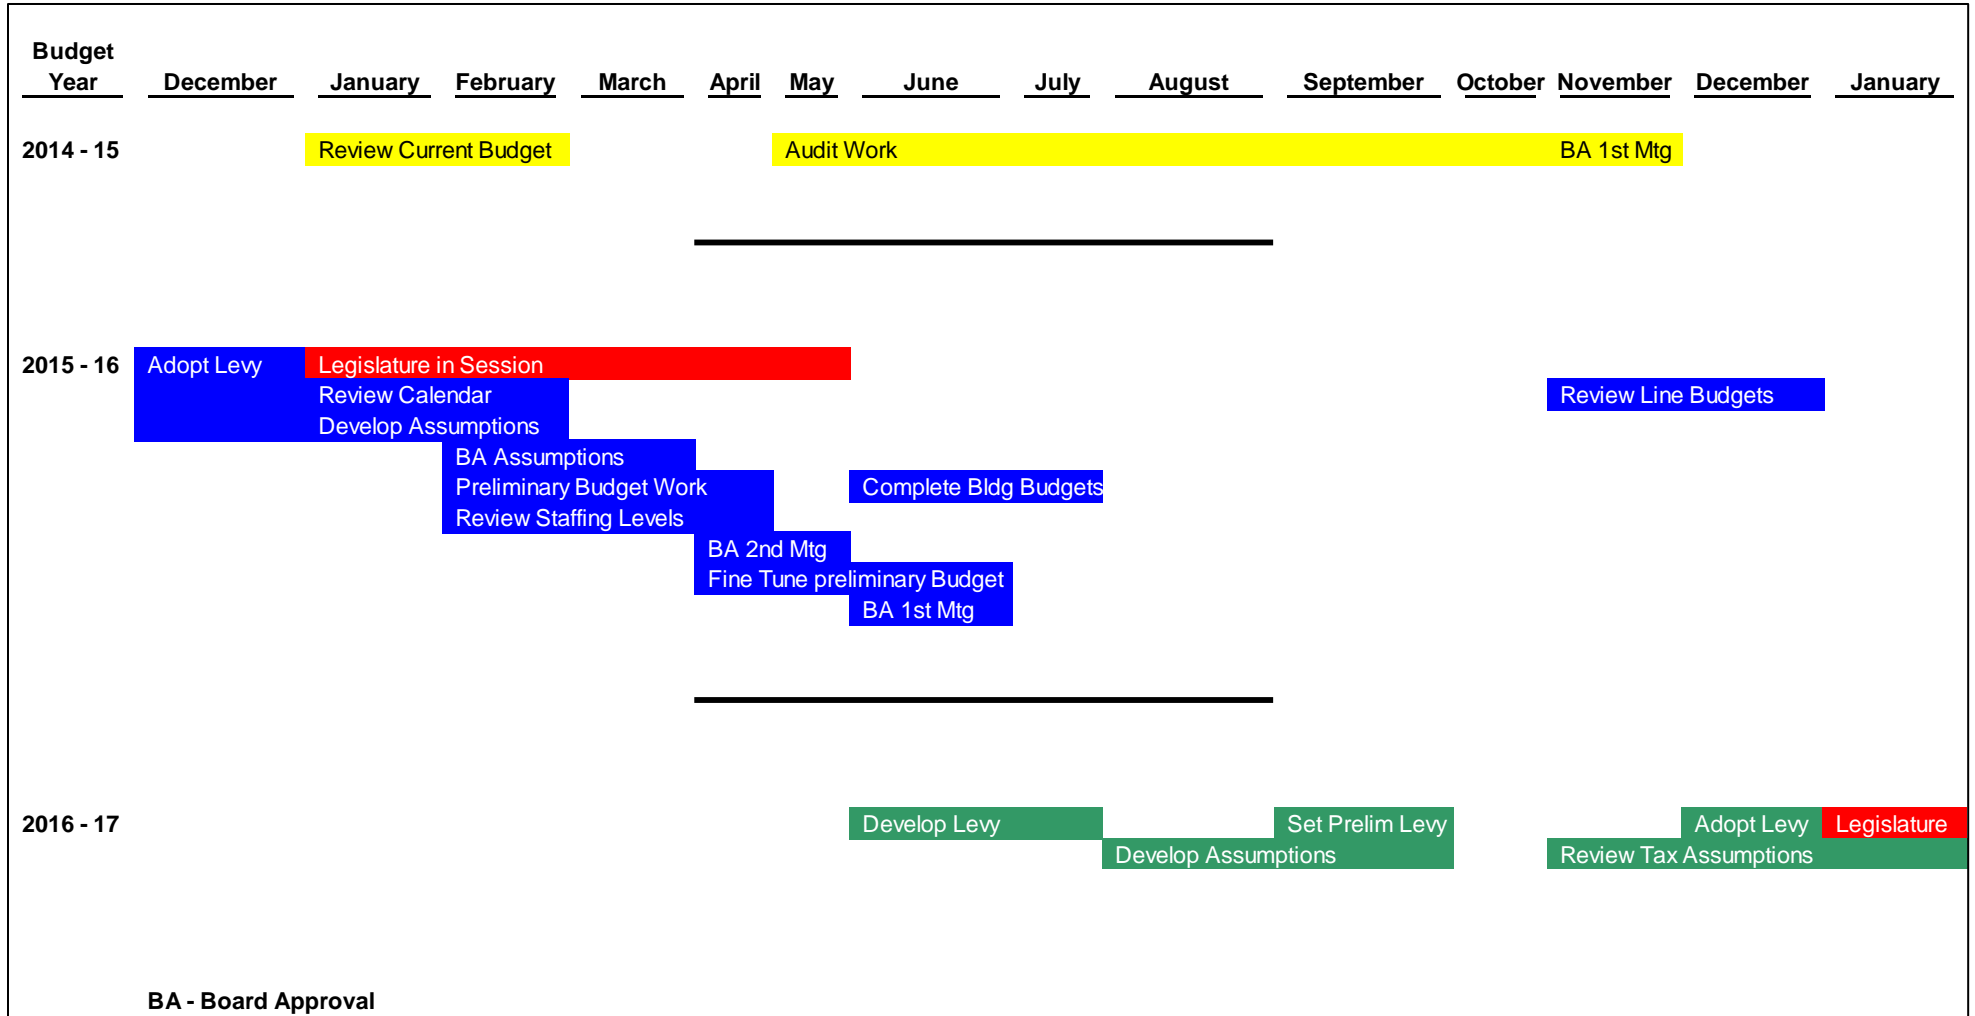 Budget
Year December January February March April May June July August September October November December January
2014 - 15 Review Current Budget Audit Work BA 1st Mtg
2015 - 16 Adopt Levy Legislature in Session
Review Calendar Review Line Budgets
Develop Assumptions
BA Assumptions
Preliminary Budget Work Complete Bldg Budgets
Review Staffing Levels
BA 2nd Mtg
Fine Tune preliminary Budget
BA 1st Mtg
2016 - 17 Develop Levy Set Prelim Levy Adopt Levy Legislature
Develop Assumptions Review Tax Assumptions
BA - Board Approval